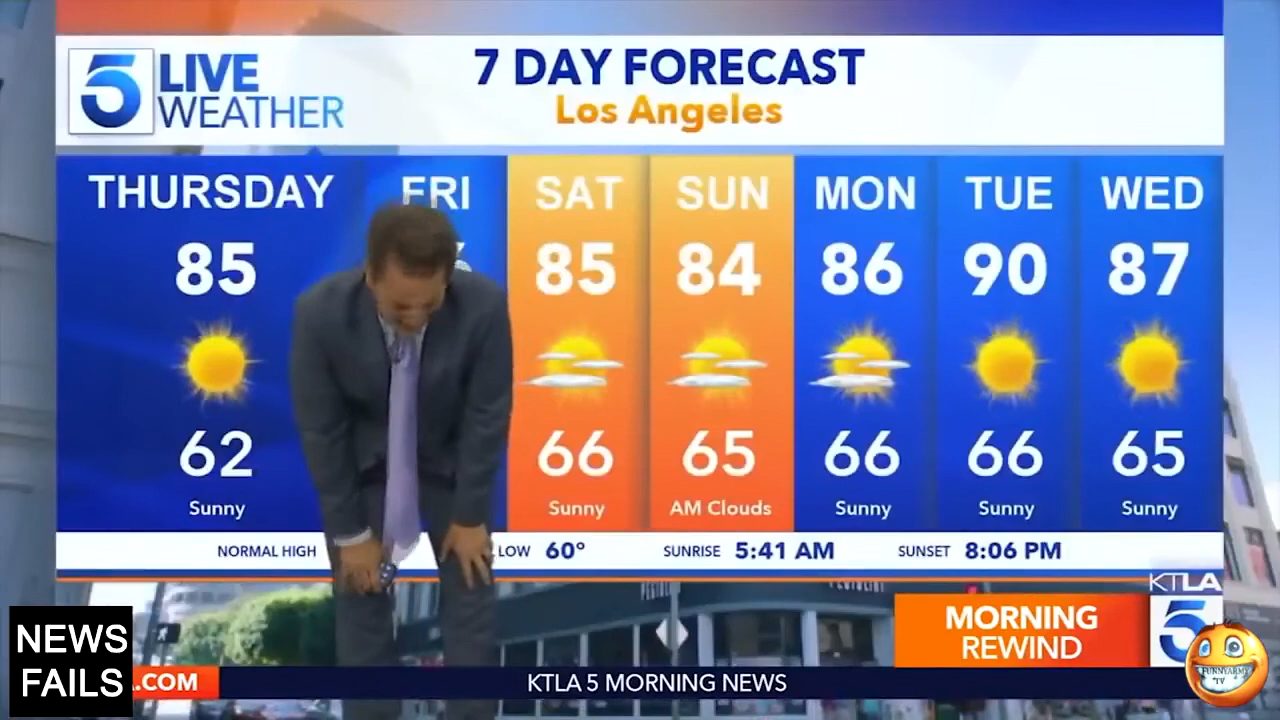 5 LIVE
WEATHER
7 DAY FORECAST
Los Angeles
THURSDAY FRI SAT SUN MON TUE WED
85 85 84 86 90 87
62 66 65 66 66 65
Sunny Sunny AM Clouds Sunny Sunny Sunny
NORMAL HIGH LOW 60° SUNRISE 5:41 AM SUNSET 8:06 PM
KTLA
5
MORNING
REWIND
NEWS
FAILS
.COM
KTLA 5 MORNING NEWS
TV